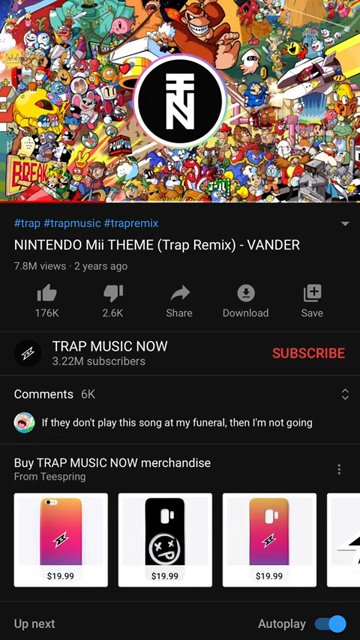 BREAK
#trap #trapmusic #trapremix
NINTENDO Mii THEME (Trap Remix) - VANDER
7.8M views · 2 years ago
176K
2.6K
Share
Download
Save
TRAP MUSIC NOW
3.22M subscribers
SUBSCRIBE
Comments 6K
If they don't play this song at my funeral, then I'm not going
Buy TRAP MUSIC NOW merchandise
From Teespring
$19.99
$19.99
$19.99
Up next
Autoplay